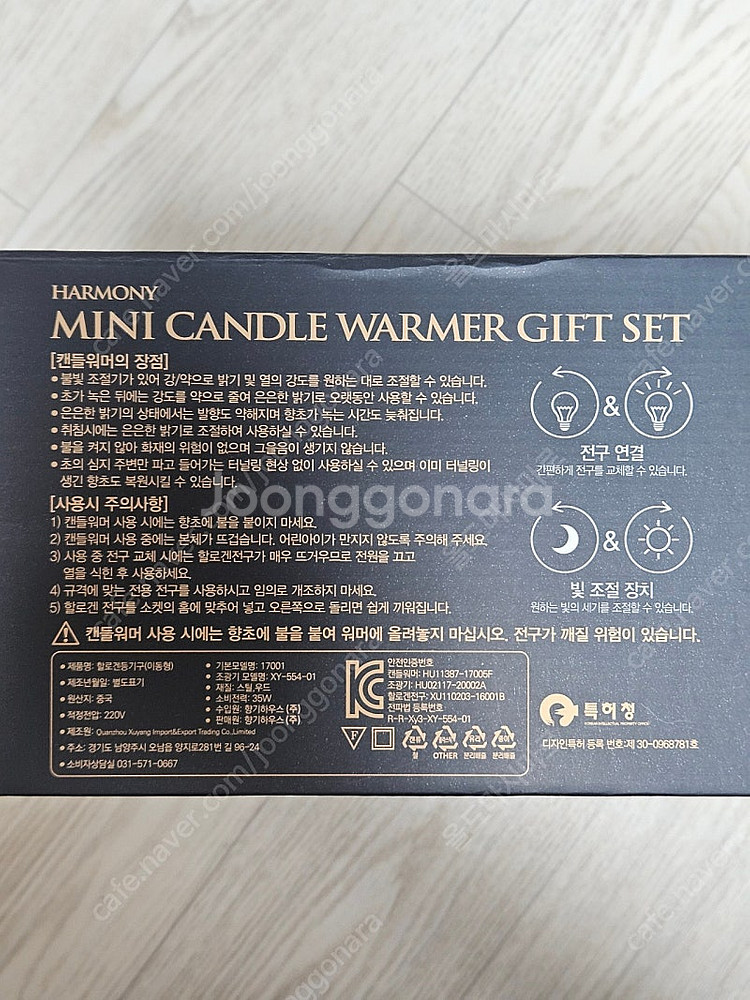 HARMONY
MINI CANDLE WARMER GIFT SET
[캔들워머의 장점]
• 불빛 조절기가 있어 강/약으로 밝기 및 열의 강도를 원하는 대로 조절할 수 있습니다.
• 초가 녹은 뒤에는 강도를 약으로 줄여 은은한 밝기로 오랫동안 사용할 수 있습니다.
• 은은한 밝기의 상태에서는 발향도 약해지며 향초가 녹는 시간도 늦춰집니다.
• 취침시에는 은은한 밝기로 조절하여 사용하실 수 있습니다.
• 불을 켜지 않아 화재의 위험이 없으며 그을음이 생기지 않습니다.
• 초의 심지 주변만 파고 들어가는 터널링 현상 없이 사용하실 수 있으며 이미 터널링이
생긴 향초도 복원시킬 수 있습니다.
[사용시 주의사항]
1) 캔들워머 사용 시에는 향초에 불을 붙이지 마세요.
2) 캔들워머 사용 중에는 본체가 뜨겁습니다. 어린아이가 만지지 않도록 주의해 주세요.
3) 사용 중 전구 교체 시에는 할로겐전구가 매우 뜨거우므로 전원을 끄고
열을 식힌 후 사용하세요.
4) 규격에 맞는 전용 전구를 사용하시고 임의로 개조하지 마세요.
5) 할로겐 전구를 소켓의 홈에 맞추어 넣고 오른쪽으로 돌리면 쉽게 끼워집니다.
&
전구 연결
간편하게 전구를 교체할 수 있습니다.
&
빛 조절 장치
원하는 빛의 세기를 조절할 수 있습니다.
캔들워머 사용 시에는 향초에 불을 붙여 워머에 올려놓지 마십시오. 전구가 깨질 위험이 있습니다.
• 제품명: 할로겐등기구(이동형)
• 제조년월일: 별도표기
• 원산지: 중국
• 적정전압: 220V
• 제조원: Quanzhou Xuyang Import&Export Trading Co.,Limited
• 주소: 경기도 남양주시 오남읍 양지로281번 길 96-24
• 소비자상담실 031-571-0667
• 기본모델명: 17001
• 조광기 모델명: XY-554-01
• 재질: 스틸,우드
• 소비전력: 35W
• 수입원: 향기하우스 (주)
• 판매원: 향기하우스 (주)
안전인증번호
캔들워머: HU11387-17005F
조광기: HU02117-20002A
할로겐전구: XU110203-16001B
전파법 등록번호
R-R-Xy3-XY-554-01
F
캔류
철
OTHER
유리
분리배출
종이
분리배출
특허청
KOREAN INTELLECTUAL PROPERTY OFFICE
디자인특허 등록 번호:제 30-0968781호
Joonggonara
cafe.naver.com/joonggonara